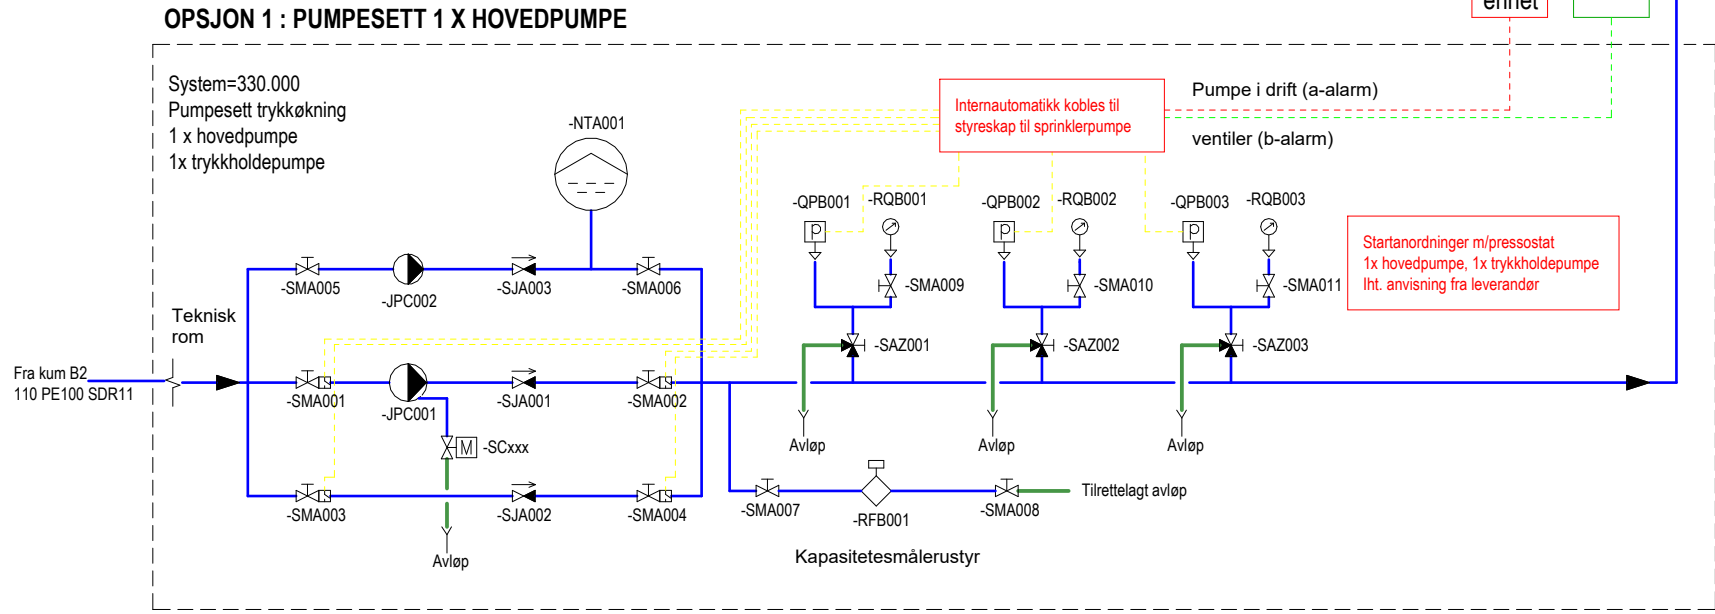 OPSJON 1 : PUMPESETT 1 X HOVEDPUMPE
enhet
System=330.000
Pumpesett trykkøkning
1 x hovedpumpe
1x trykkholdepumpe
-NTA001
Internautomatikk kobles til
styreskap til sprinklerpumpe
Pumpe i drift (a-alarm)
ventiler (b-alarm)
-QPB001
-RQB001
-QPB002
-RQB002
-QPB003
-RQB003
P
P
P
Startanordninger m/pressostat
1x hovedpumpe, 1x trykkholdepumpe
Iht. anvisning fra leverandør
-SMA005
-JPC002
-SJA003
-SMA006
-SMA009
-SMA010
-SMA011
Teknisk
rom
-SAZ001
-SAZ002
-SAZ003
Fra kum B2
110 PE100 SDR11
-SMA001
-JPC001
-SJA001
-SMA002
M
-SCxxx
Avløp
Avløp
Avløp
-SMA003
-SJA002
-SMA004
-SMA007
-RFB001
-SMA008
Tilrettelagt avløp
Avløp
Kapasitetesmålerustyr